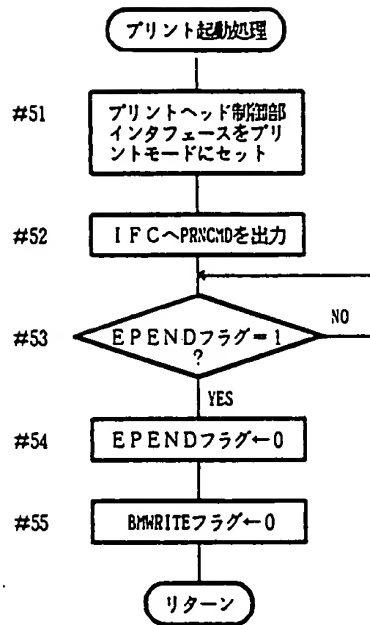 プリント起動処理
#51
プリントヘッド制御部
インタフェースをプリ
ントモードにセット
#52
IFCへPRNCMDを出力
#53
EPENDフラグ=1
?
NO
YES
#54
EPENDフラグ←0
#55
BMWRITEフラグ←0
リターン